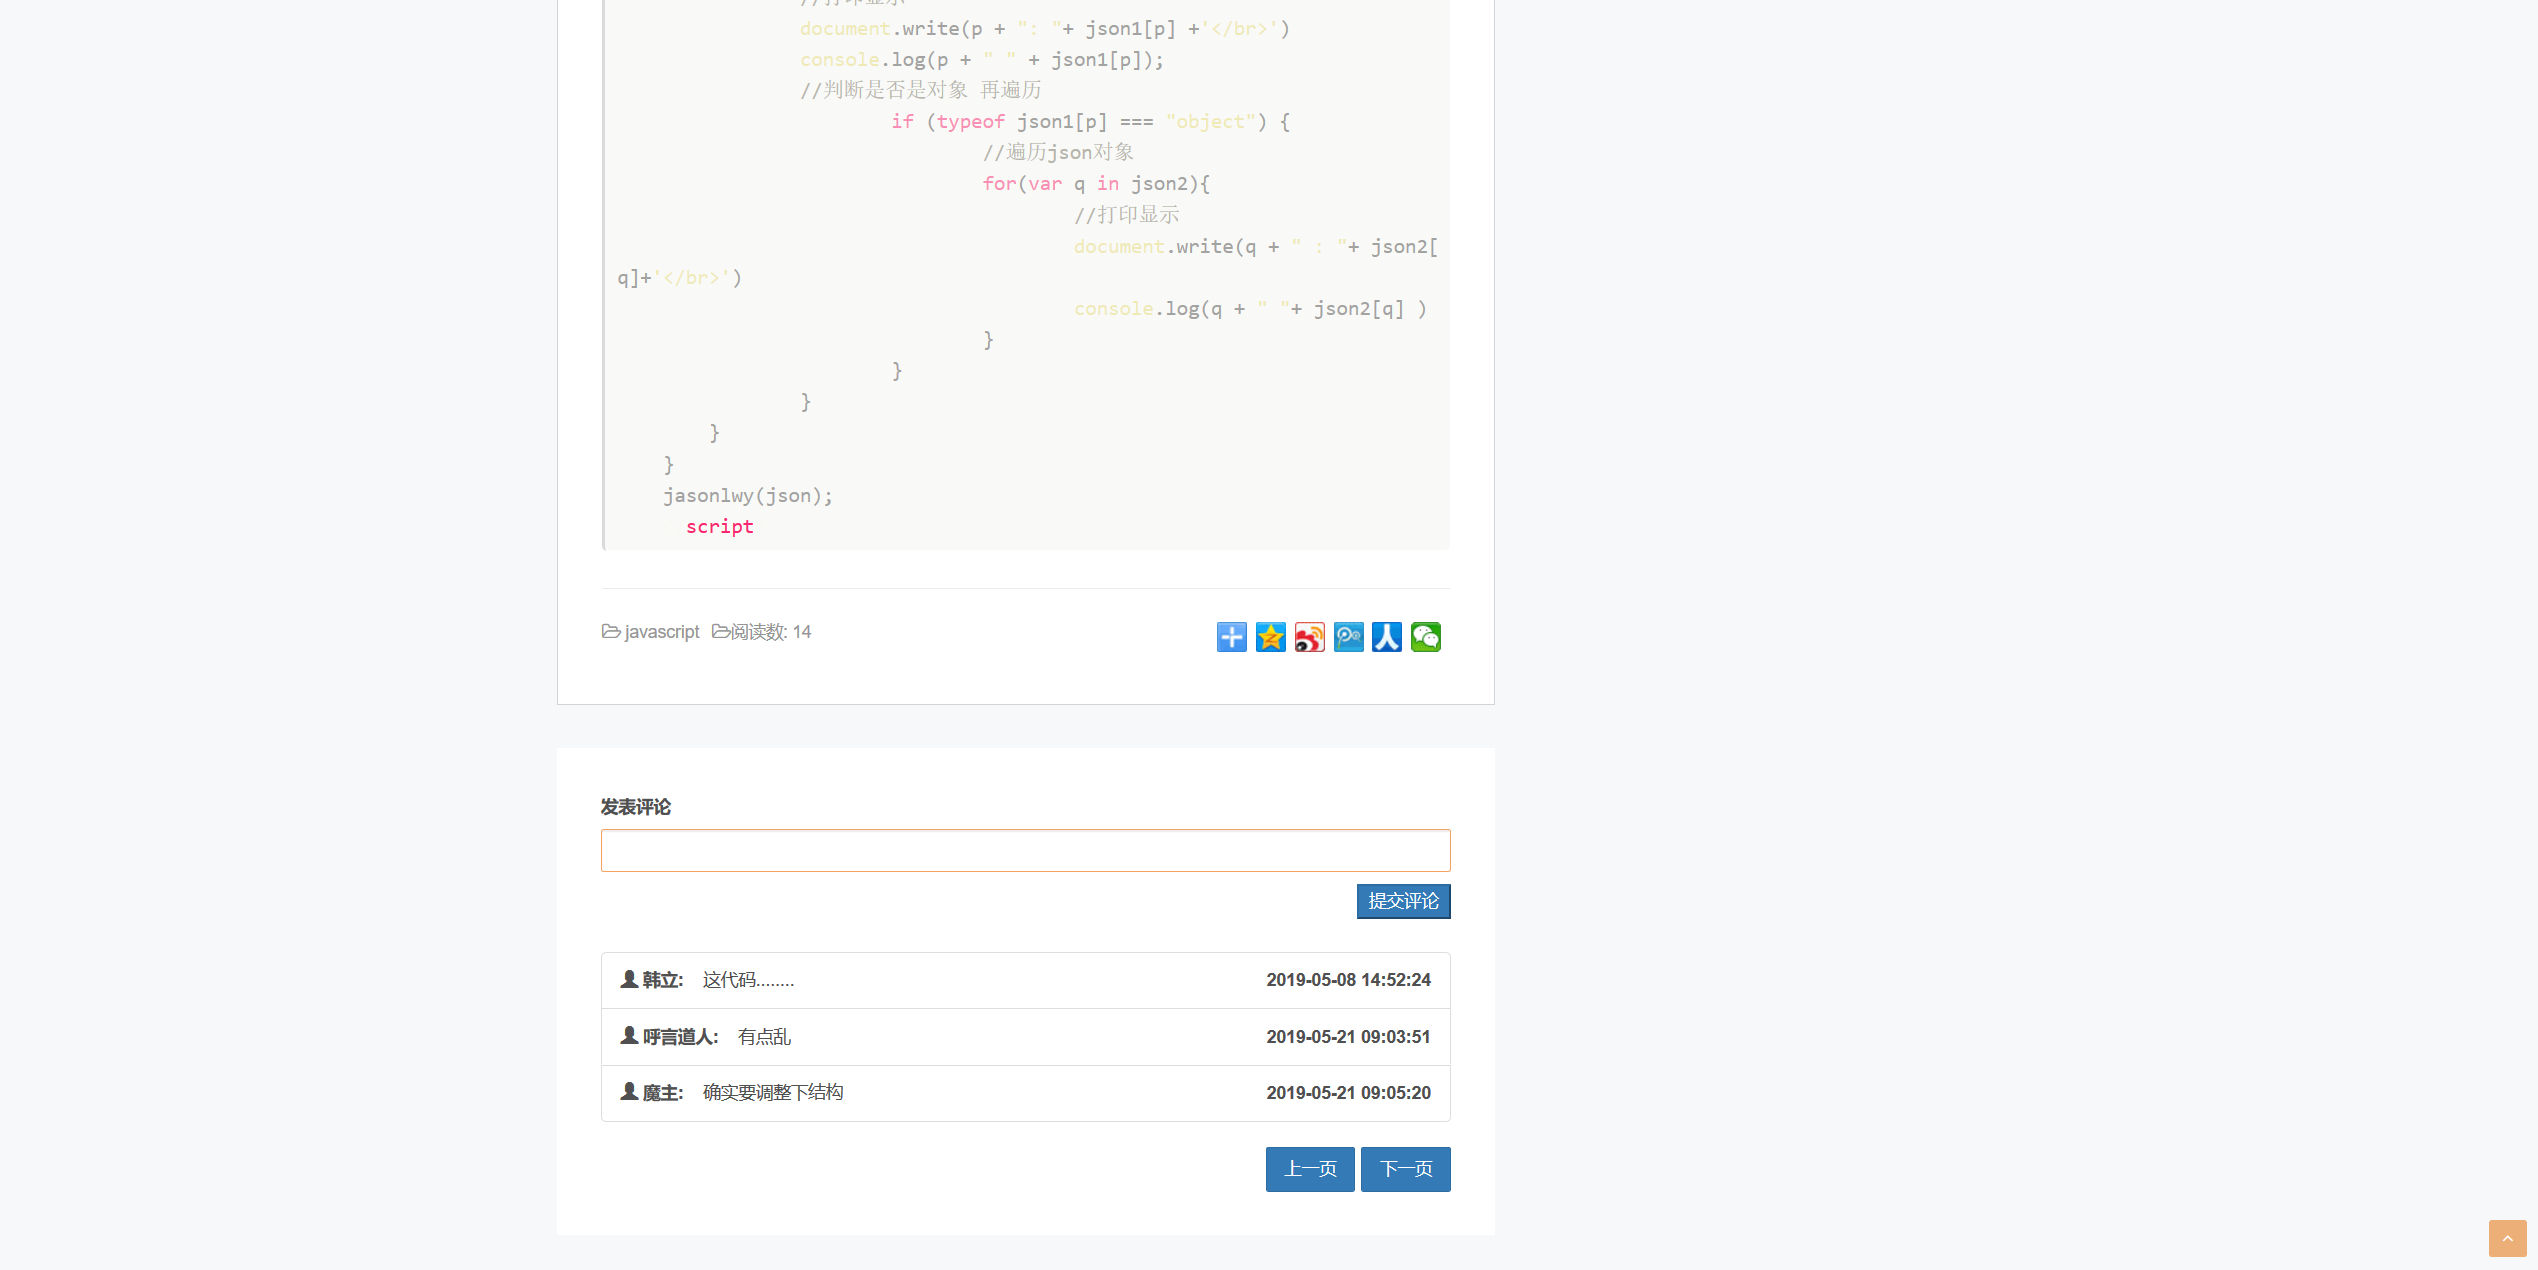 //打印显示
document.write(p + ": "+ json1[p] +'</br>')
console.log(p + " " + json1[p]);
//判断是否是对象 再遍历
if (typeof json1[p] === "object") {
//遍历json对象
for(var q in json2){
//打印显示
document.write(q + " : "+ json2[
q]+'</br>')
console.log(q + " "+ json2[q] )
}
}
}
}
}
jasonlwy(json);
script
javascript 阅读数: 14
发表评论
提交评论
韩立: 这代码........ 2019-05-08 14:52:24
呼言道人: 有点乱 2019-05-21 09:03:51
魔主: 确实要调整下结构 2019-05-21 09:05:20
上一页 下一页